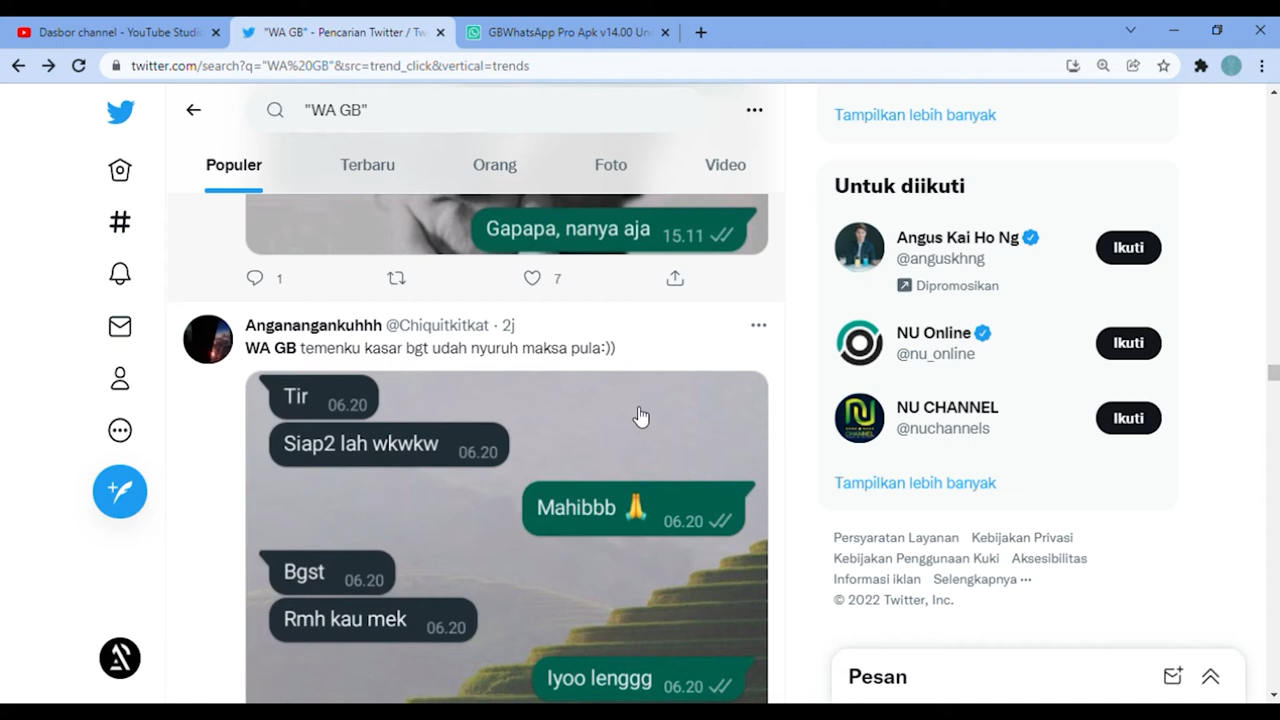 Dasbor channel - YouTube Studio
"WA GB" - Pencarian Twitter / Tw
GBWhatsApp Pro Apk v14.00 Un
twitter.com/search?q="WA%20GB"&src=trend_click&vertical=trends
"WA GB"
Populer Terbaru Orang Foto Video
Gapapa, nanya aja 15.11
1 7
Angananangankuhhh @Chiquitkitkat · 2j
WA GB temenku kasar bgt udah nyuruh maksa pula:))
Tir 06.20
Siap2 lah wkwkw 06.20
Mahibbb 🙏 06.20
Bgst 06.20
Rmh kau mek 06.20
Iyoo lenggg 06.20
Tampilkan lebih banyak
Untuk diikuti
Angus Kai Ho Ng
@anguskhng
Ikuti
Dipromosikan
NU Online
@nu_online
Ikuti
NU CHANNEL
@nuchannels
Ikuti
Tampilkan lebih banyak
Persyaratan Layanan Kebijakan Privasi
Kebijakan Penggunaan Kuki Aksesibilitas
Informasi iklan Selengkapnya ···
© 2022 Twitter, Inc.
Pesan